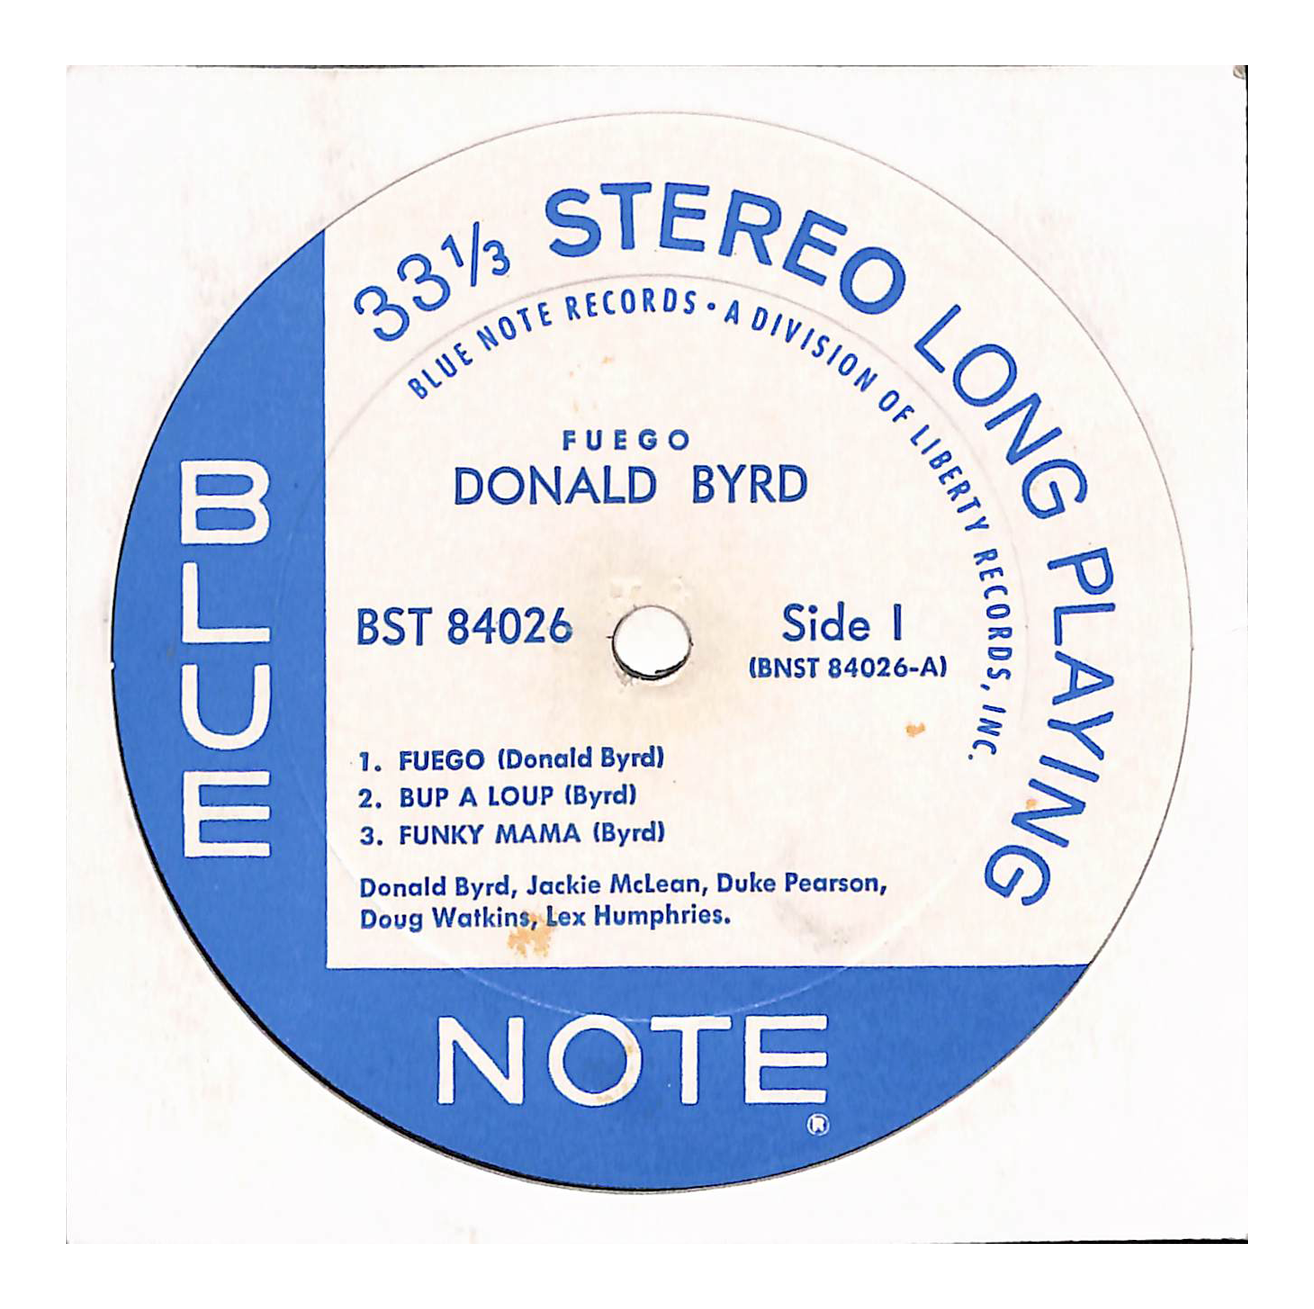 33⅓ STEREO LONG PLAYING
BLUE NOTE RECORDS • A DIVISION OF LIBERTY RECORDS, INC.
FUEGO
DONALD BYRD
BST 84026
Side 1
(BNST 84026-A)
1. FUEGO (Donald Byrd)
2. BUP A LOUP (Byrd)
3. FUNKY MAMA (Byrd)
Donald Byrd, Jackie McLean, Duke Pearson,
Doug Watkins, Lex Humphries.
BLUE
NOTE
®